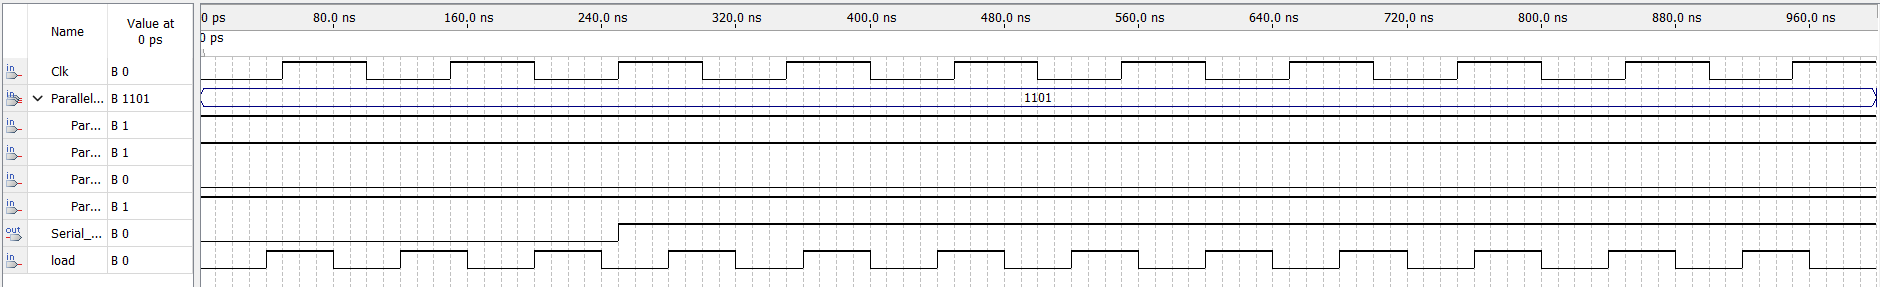 Name Value at 0 ps 0 ps 80.0 ns 160.0 ns 240.0 ns 320.0 ns 400.0 ns 480.0 ns 560.0 ns 640.0 ns 720.0 ns 800.0 ns 880.0 ns 960.0 ns
0 ps
in Clk B 0
in Parallel... B 1101 1101
in Par... B 1
in Par... B 1
in Par... B 0
in Par... B 1
out Serial_... B 0
in load B 0